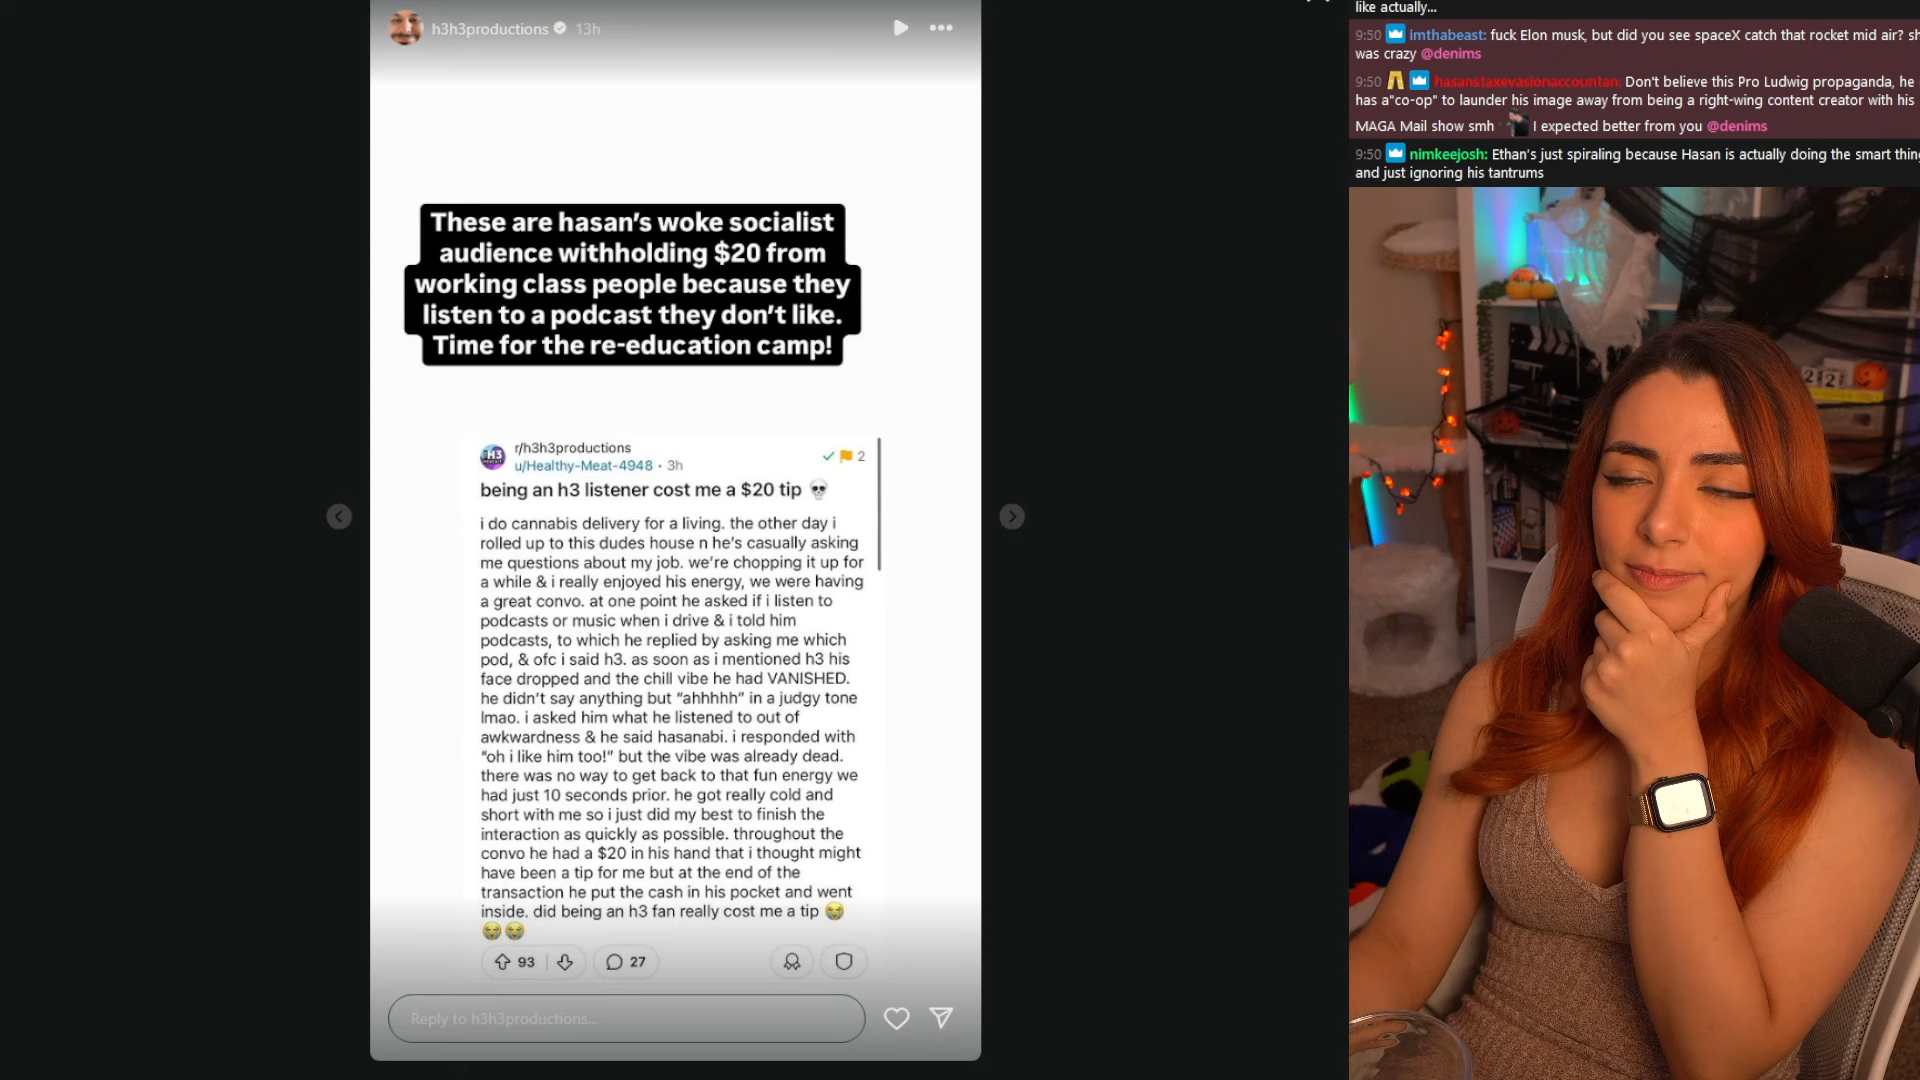 h3h3productions 13h
These are hasan's woke socialist
audience withholding $20 from
working class people because they
listen to a podcast they don't like.
Time for the re-education camp!
r/h3h3productions
u/Healthy-Meat-4948 • 3h
2
being an h3 listener cost me a $20 tip 💀
i do cannabis delivery for a living. the other day i
rolled up to this dudes house n he's casually asking
me questions about my job. we're chopping it up for
a while & i really enjoyed his energy, we were having
a great convo. at one point he asked if i listen to
podcasts or music when i drive & i told him
podcasts, to which he replied by asking me which
pod, & ofc i said h3. as soon as i mentioned h3 his
face dropped and the chill vibe he had VANISHED.
he didn't say anything but “ahhhhh” in a judgy tone
lmao. i asked him what he listened to out of
awkwardness & he said hasanabi. i responded with
“oh i like him too!” but the vibe was already dead.
there was no way to get back to that fun energy we
had just 10 seconds prior. he got really cold and
short with me so i just did my best to finish the
interaction as quickly as possible. throughout the
convo he had a $20 in his hand that i thought might
have been a tip for me but at the end of the
transaction he put the cash in his pocket and went
inside. did being an h3 fan really cost me a tip 😭
😭😭
93
27
Reply to h3h3productions...
like actually...
9:50 imthabeast: fuck Elon musk, but did you see spaceX catch that rocket mid air?
was crazy @denims
9:50 hasanstaxevasionaccountan: Don't believe this Pro Ludwig propaganda, he
has a"co-op" to launder his image away from being a right-wing content creator with his
MAGA Mail show smh I expected better from you @denims
9:50 nimkeejosh: Ethan's just spiraling because Hasan is actually doing the smart thing
and just ignoring his tantrums